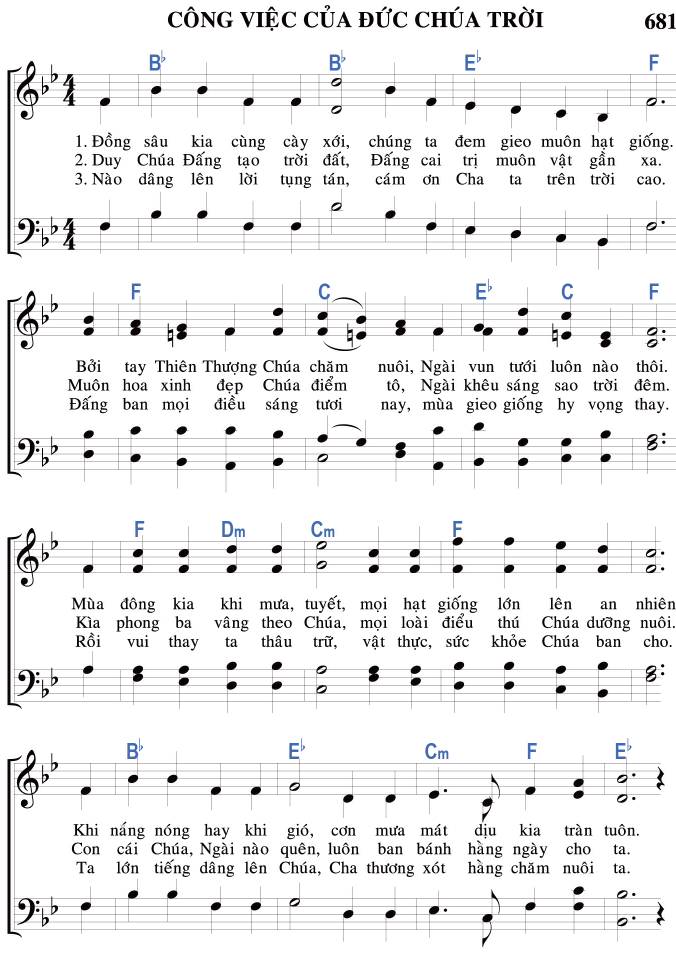 CÔNG VIỆC CỦA ĐỨC CHÚA TRỜI 681
B♭ B♭ E♭ F
1. Đồng sâu kia cùng cày xới, chúng ta đem gieo muôn hạt giống.
2. Duy Chúa Đấng tạo trời đất, Đấng cai trị muôn vật gần xa.
3. Nào dâng lên lời tụng tán, cám ơn Cha ta trên trời cao.
F C E♭ C F
Bởi tay Thiên Thượng Chúa chăm nuôi, Ngài vun tưới luôn nào thôi.
Muôn hoa xinh đẹp Chúa điểm tô, Ngài khêu sáng sao trời đêm.
Đấng ban mọi điều sáng tươi nay, mùa gieo giống hy vọng thay.
F Dm Cm F
Mùa đông kia khi mưa, tuyết, mọi hạt giống lớn lên an nhiên
Kìa phong ba vâng theo Chúa, mọi loài điểu thú Chúa dưỡng nuôi.
Rồi vui thay ta thâu trữ, vật thực, sức khỏe Chúa ban cho.
B♭ E♭ Cm F E♭
Khi nắng nóng hay khi gió, cơn mưa mát dịu kia tràn tuôn.
Con cái Chúa, Ngài nào quên, luôn ban bánh hằng ngày cho ta.
Ta lớn tiếng dâng lên Chúa, Cha thương xót hằng chăm nuôi ta.